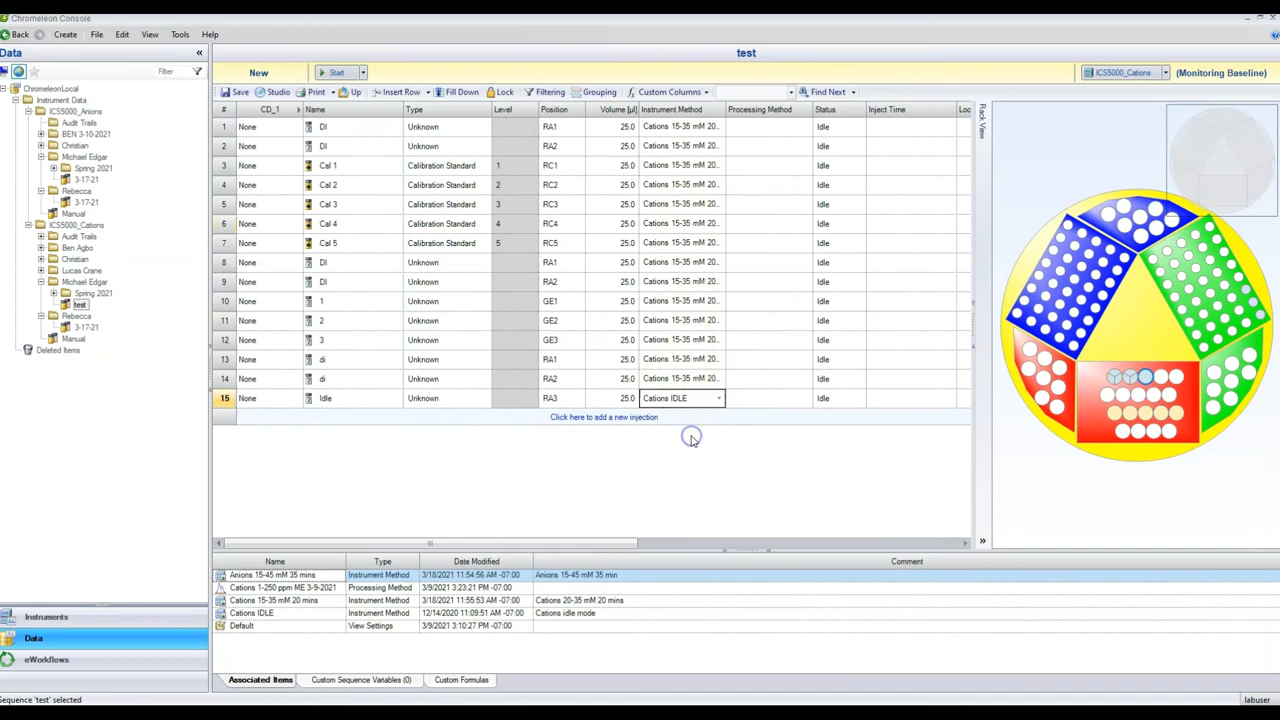 Chromeleon Console
Back Create File Edit View Tools Help
Data «
test
Filter
New Start ICS5000_Cations (Monitoring Baseline)
Save Studio Print Up Insert Row Fill Down Lock Filtering Grouping Custom Columns Find Next
# CD_1 Name Type Level Position Volume [µl] Instrument Method Processing Method Status Inject Time Loc
1 None DI Unknown RA1 25.0 Cations 15-35 mM 20... Idle
2 None DI Unknown RA2 25.0 Cations 15-35 mM 20... Idle
3 None Cal 1 Calibration Standard 1 RC1 25.0 Cations 15-35 mM 20... Idle
4 None Cal 2 Calibration Standard 2 RC2 25.0 Cations 15-35 mM 20... Idle
5 None Cal 3 Calibration Standard 3 RC3 25.0 Cations 15-35 mM 20... Idle
6 None Cal 4 Calibration Standard 4 RC4 25.0 Cations 15-35 mM 20... Idle
7 None Cal 5 Calibration Standard 5 RC5 25.0 Cations 15-35 mM 20... Idle
8 None DI Unknown RA1 25.0 Cations 15-35 mM 20... Idle
9 None DI Unknown RA2 25.0 Cations 15-35 mM 20... Idle
10 None 1 Unknown GE1 25.0 Cations 15-35 mM 20... Idle
11 None 2 Unknown GE2 25.0 Cations 15-35 mM 20... Idle
12 None 3 Unknown GE3 25.0 Cations 15-35 mM 20... Idle
13 None di Unknown RA1 25.0 Cations 15-35 mM 20... Idle
14 None di Unknown RA2 25.0 Cations 15-35 mM 20... Idle
15 None Idle Unknown RA3 25.0 Cations IDLE Idle
Click here to add a new injection
Rack View
»
ChromeleonLocal
Instrument Data
ICS5000_Anions
Audit Trails
BEN 3-10-2021
Christian
Michael Edgar
Spring 2021
3-17-21
Rebecca
3-17-21
Manual
ICS5000_Cations
Audit Trails
Ben Agbo
Christian
Lucas Crane
Michael Edgar
Spring 2021
test
Rebecca
3-17-21
Manual
Deleted Items
Name Type Date Modified Comment
Anions 15-45 mM 35 mins Instrument Method 3/18/2021 11:54:56 AM -07:00 Anions 15-45 mM 35 min
Cations 1-250 ppm ME 3-9-2021 Processing Method 3/9/2021 3:23:21 PM -07:00
Cations 15-35 mM 20 mins Instrument Method 3/18/2021 11:55:53 AM -07:00 Cations 20-35 mM 20 mins
Cations IDLE Instrument Method 12/14/2020 11:09:51 AM -07:00 Cations idle mode
Default View Settings 3/9/2021 3:10:27 PM -07:00
Instruments
Data
eWorkflows
Associated Items Custom Sequence Variables (0) Custom Formulas
Sequence 'test' selected
labuser